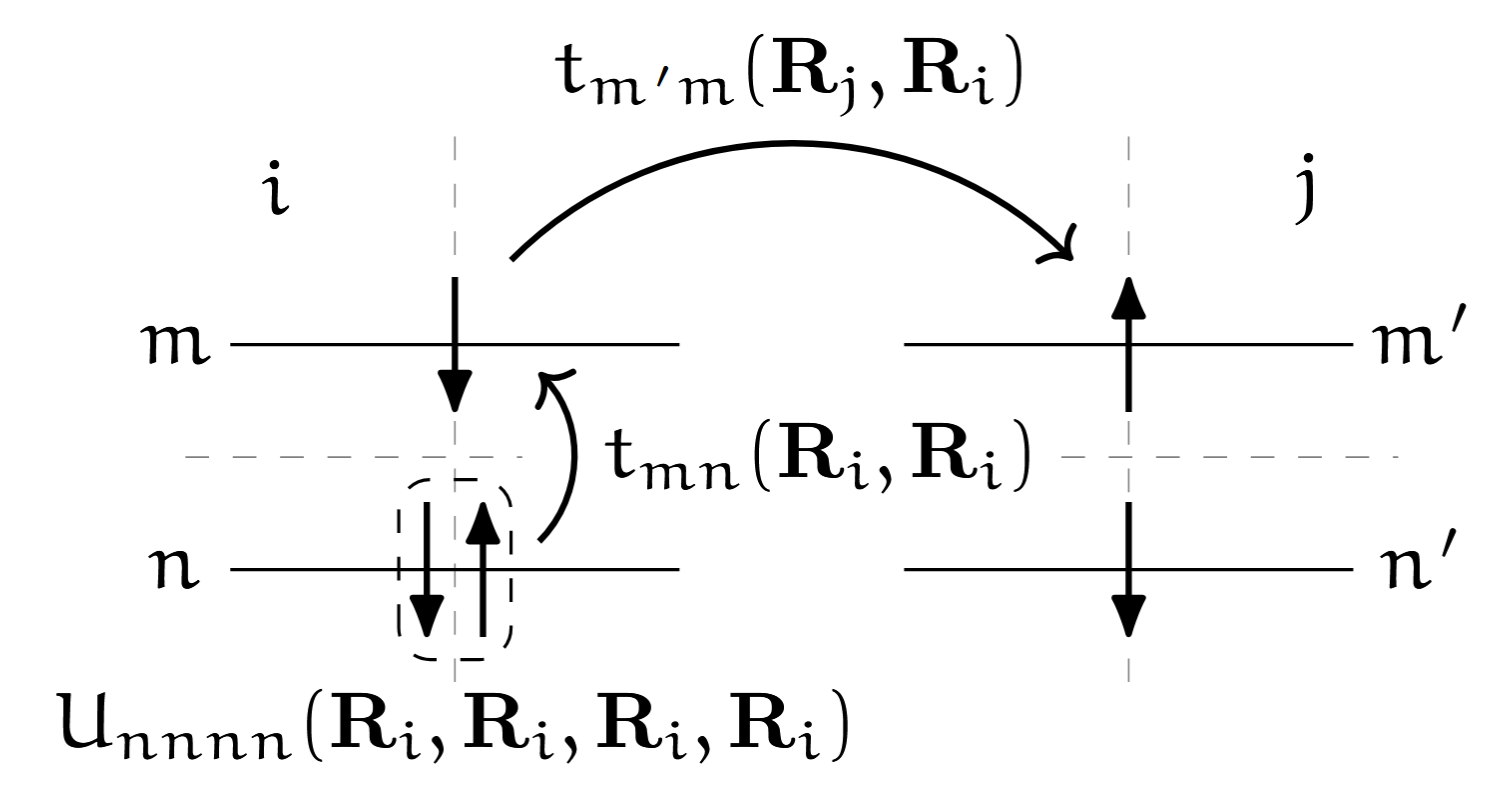 t_{m'm}(R_j, R_i)
i j
m m'
t_{mn}(R_i, R_i)
n n'
U_{nnnn}(R_i, R_i, R_i, R_i)